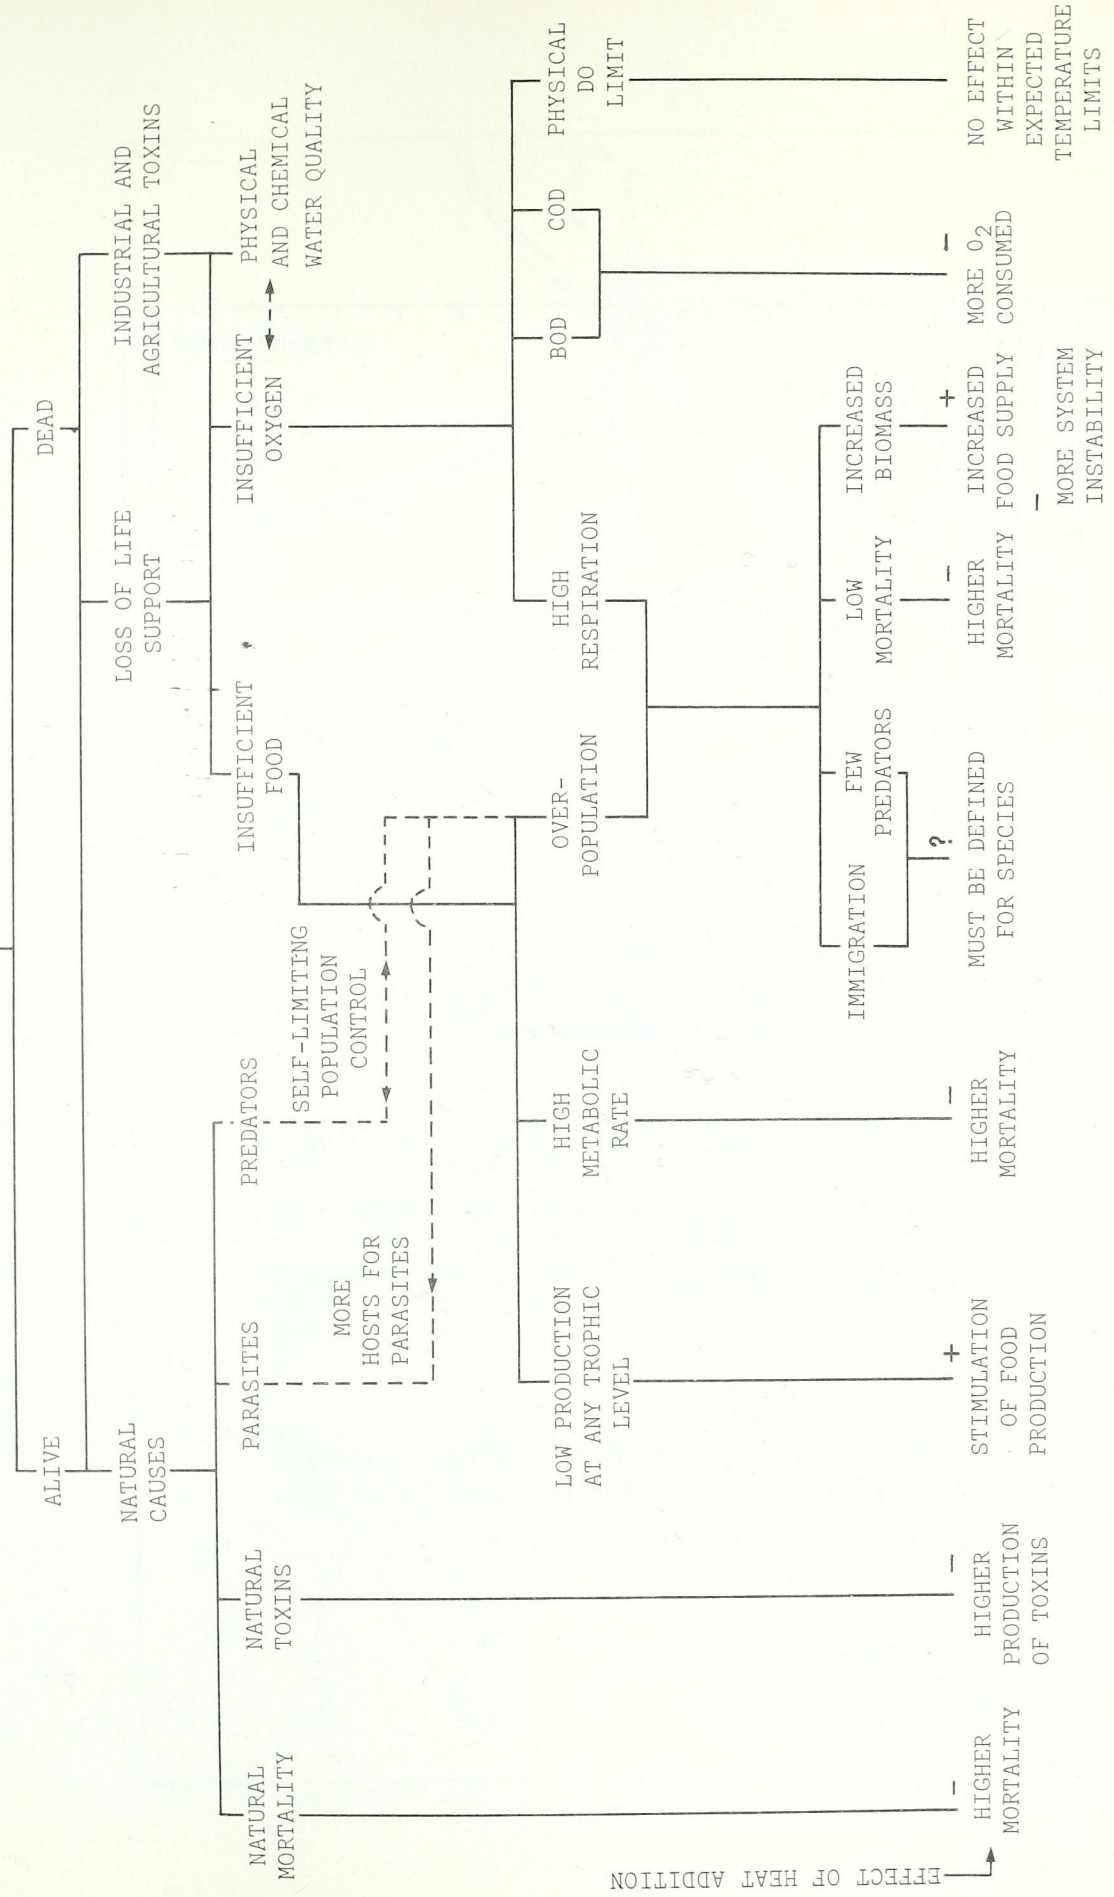 ALIVE
DEAD
NATURAL
CAUSES
LOSS OF LIFE
SUPPORT
INDUSTRIAL AND
AGRICULTURAL TOXINS
NATURAL
MORTALITY
NATURAL
TOXINS
PARASITES
PREDATORS
INSUFFICIENT
FOOD
INSUFFICIENT
OXYGEN
PHYSICAL
AND CHEMICAL
WATER QUALITY
MORE
HOSTS FOR
PARASITES
SELF-LIMITING
POPULATION
CONTROL
LOW PRODUCTION
AT ANY TROPHIC
LEVEL
HIGH
METABOLIC
RATE
OVER-
POPULATION
HIGH
RESPIRATION
BOD
COD
PHYSICAL
DO
LIMIT
IMMIGRATION
FEW
PREDATORS
LOW
MORTALITY
INCREASED
BIOMASS
EFFECT OF HEAT ADDITION
−
HIGHER
MORTALITY
−
HIGHER
PRODUCTION
OF TOXINS
+
STIMULATION
OF FOOD
PRODUCTION
−
HIGHER
MORTALITY
?
MUST BE DEFINED
FOR SPECIES
−
HIGHER
MORTALITY
+
INCREASED
FOOD SUPPLY
−
MORE SYSTEM
INSTABILITY
−
MORE O2
CONSUMED
NO EFFECT
WITHIN
EXPECTED
TEMPERATURE
LIMITS